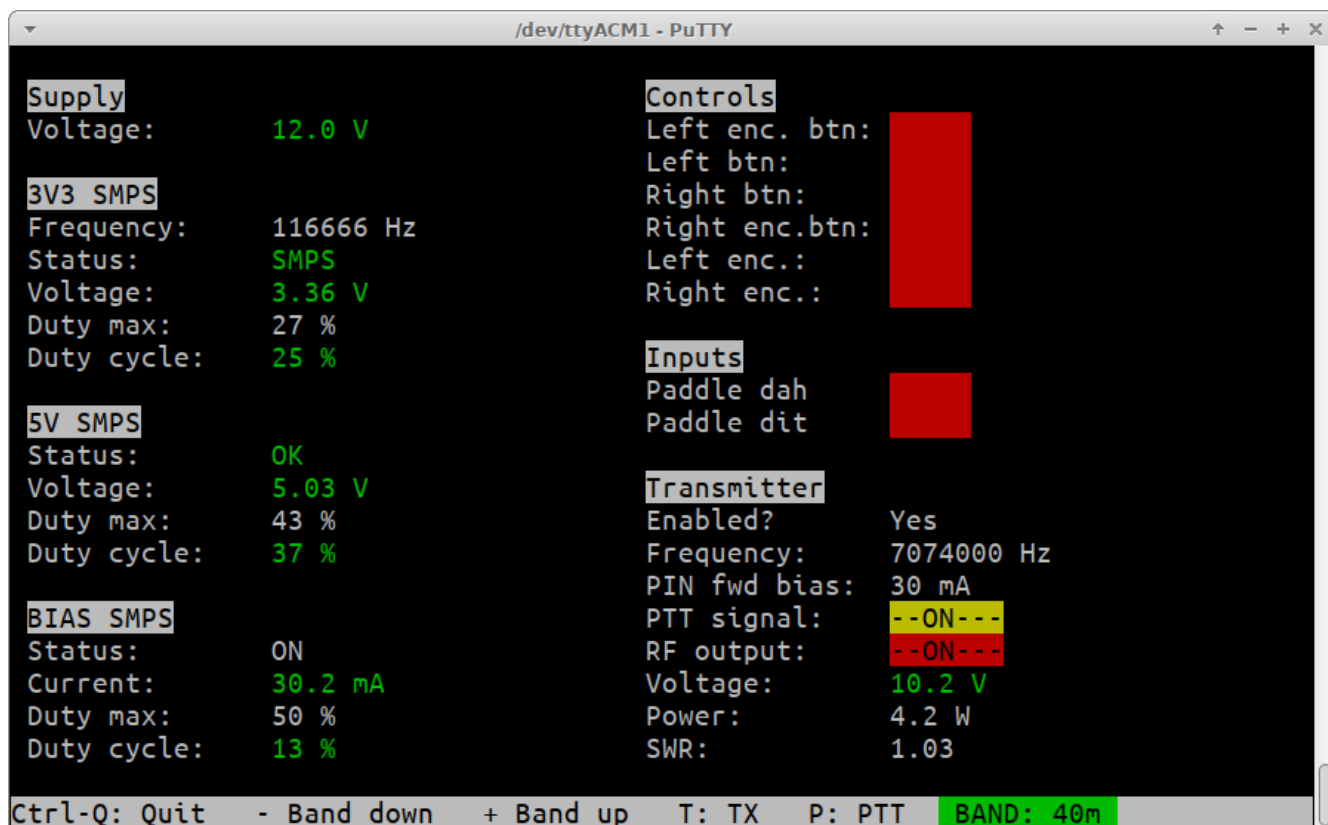 /dev/ttyACM1 - PuTTY
Supply
Voltage: 12.0 V
3V3 SMPS
Frequency: 116666 Hz
Status: SMPS
Voltage: 3.36 V
Duty max: 27 %
Duty cycle: 25 %
5V SMPS
Status: OK
Voltage: 5.03 V
Duty max: 43 %
Duty cycle: 37 %
BIAS SMPS
Status: ON
Current: 30.2 mA
Duty max: 50 %
Duty cycle: 13 %
Controls
Left enc. btn:
Left btn:
Right btn:
Right enc.btn:
Left enc.:
Right enc.:
Inputs
Paddle dah
Paddle dit
Transmitter
Enabled? Yes
Frequency: 7074000 Hz
PIN fwd bias: 30 mA
PTT signal: --ON---
RF output: --ON---
Voltage: 10.2 V
Power: 4.2 W
SWR: 1.03
Ctrl-Q: Quit - Band down + Band up T: TX P: PTT BAND: 40m